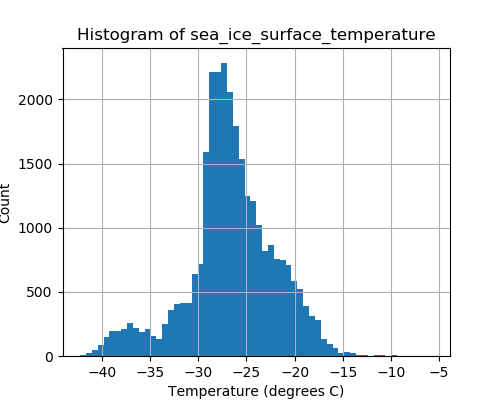 Histogram of sea_ice_surface_temperature
2000
1500
1000
500
0
Count
−40 −35 −30 −25 −20 −15 −10 −5
Temperature (degrees C)